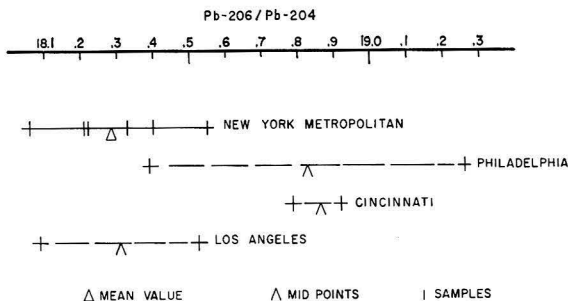 Pb-206/Pb-204
18.1 .2 .3 .4 .5 .6 .7 .8 .9 19.0 .1 .2 .3
NEW YORK METROPOLITAN
PHILADELPHIA
CINCINNATI
LOS ANGELES
MEAN VALUE MID POINTS SAMPLES